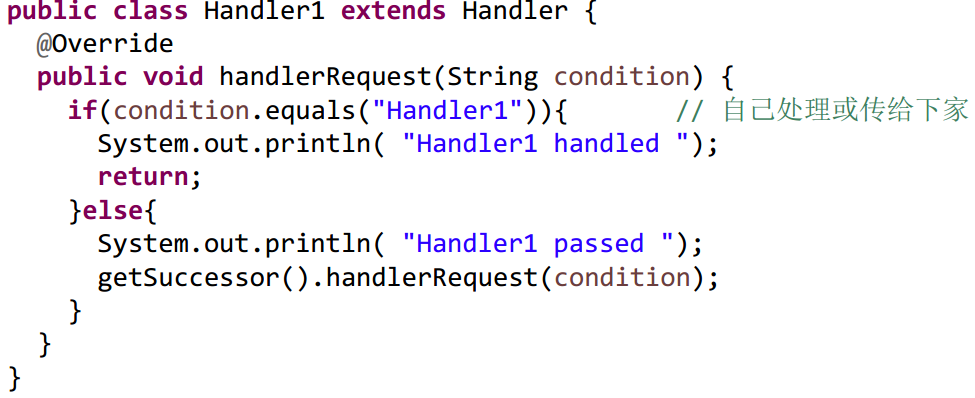 public class Handler1 extends Handler {
@Override
public void handlerRequest(String condition) {
if(condition.equals("Handler1")){ // 自己处理或传给下家
System.out.println( "Handler1 handled ");
return;
}else{
System.out.println( "Handler1 passed ");
getSuccessor().handlerRequest(condition);
}
}
}